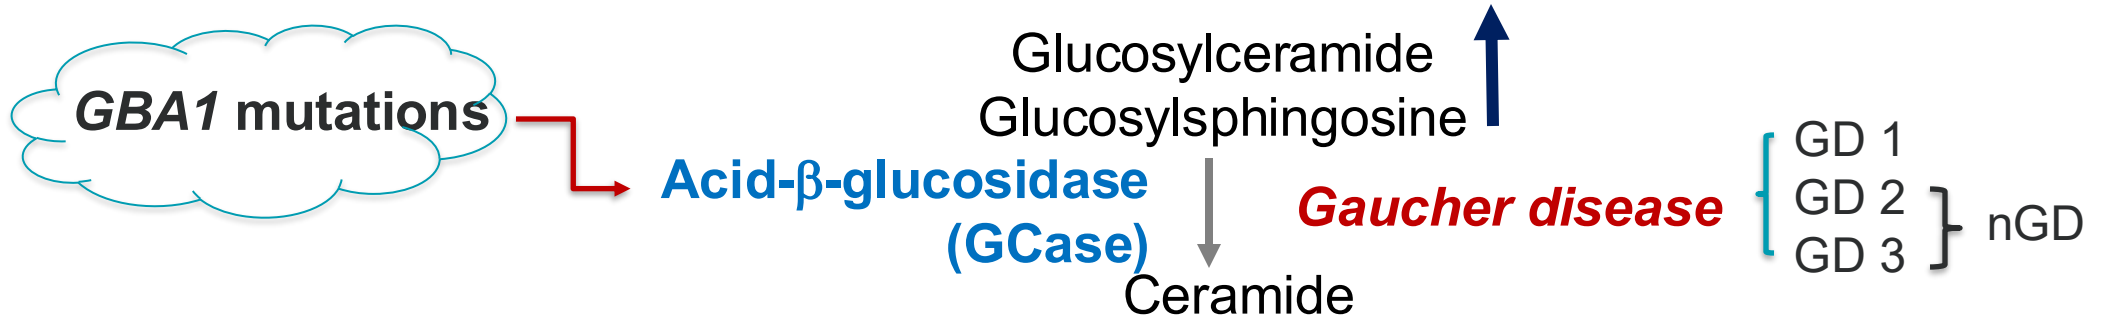 GBA1 mutations
Glucosylceramide
Glucosylsphingosine
Acid-β-glucosidase
(GCase)
Ceramide
Gaucher disease
GD 1
GD 2
GD 3
nGD